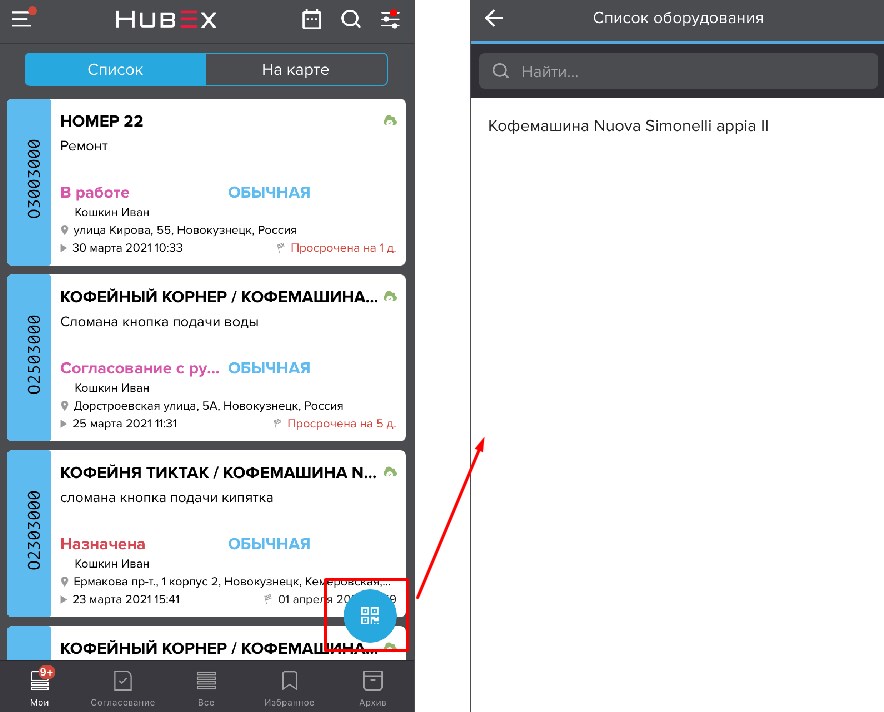 HUBEX
Список
На карте
НОМЕР 22
Ремонт
03003000
В работе
ОБЫЧНАЯ
Кошкин Иван
улица Кирова, 55, Новокузнецк, Россия
30 марта 2021 10:33
Просрочена на 1 д.
КОФЕЙНЫЙ КОРНЕР / КОФЕМАШИНА...
Сломана кнопка подачи воды
02503000
Согласование с ру...
ОБЫЧНАЯ
Кошкин Иван
Дорстроевская улица, 5А, Новокузнецк, Россия
25 марта 2021 11:31
Просрочена на 5 д.
КОФЕЙНЯ ТИКТАК / КОФЕМАШИНА N...
сломана кнопка подачи кипятка
02303000
Назначена
ОБЫЧНАЯ
Кошкин Иван
Ермакова пр-т., 1 корпус 2, Новокузнецк, Кемеровская,...
23 марта 2021 15:41
01 апреля
КОФЕЙНЫЙ КОРНЕР / КОФЕМАШИНА...
9+
Мои
Согласование
Все
Избранное
Архив
Список оборудования
Найти...
Кофемашина Nuova Simonelli appia II